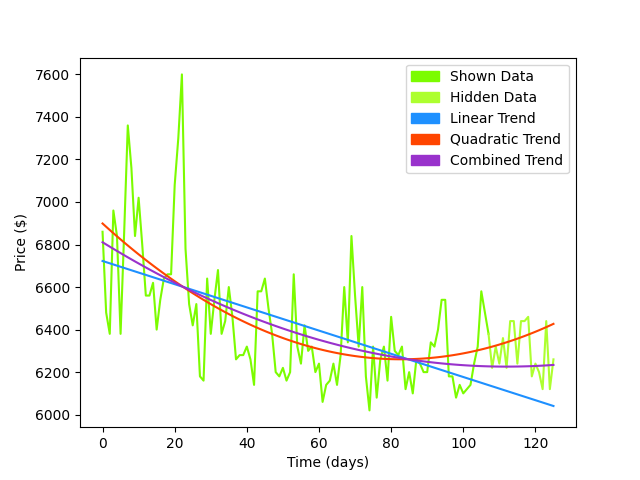 7600
7400
7200
7000
6800
6600
6400
6200
6000
Price ($)
0
20
40
60
80
100
120
Time (days)
Shown Data
Hidden Data
Linear Trend
Quadratic Trend
Combined Trend